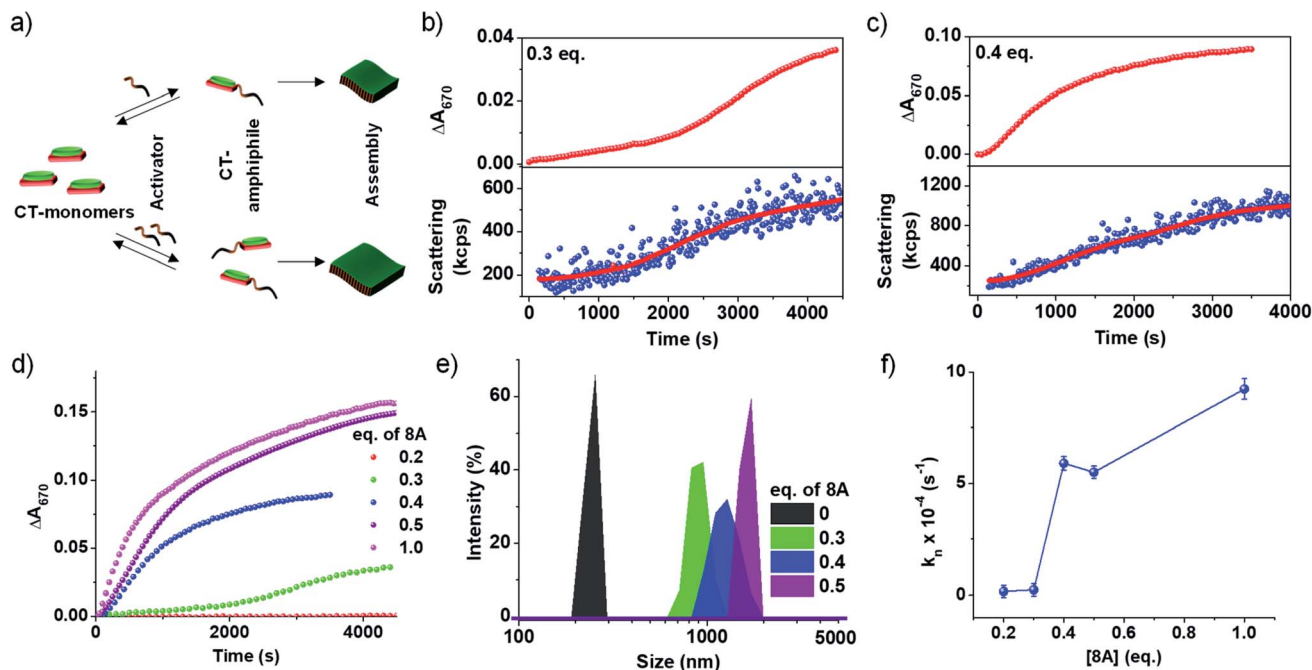 a)
Activator
CT-amphiphile
Assembly
CT-monomers
b)
0.3 eq.
ΔA670
0.04
0.02
0.00
Scattering
(kcps)
600
400
200
0 1000 2000 3000 4000
Time (s)
c)
0.4 eq.
ΔA670
0.10
0.05
0.00
Scattering
(kcps)
1200
800
400
0 1000 2000 3000 4000
Time (s)
d)
ΔA670
0.15
0.10
0.05
0.00
eq. of 8A
0.2
0.3
0.4
0.5
1.0
0 2000 4000
Time (s)
e)
Intensity (%)
60
40
20
0
eq. of 8A
0
0.3
0.4
0.5
100 1000 5000
Size (nm)
f)
kn x 10-4 (s-1)
10
5
0
0.2 0.4 0.6 0.8 1.0
[8A] (eq.)